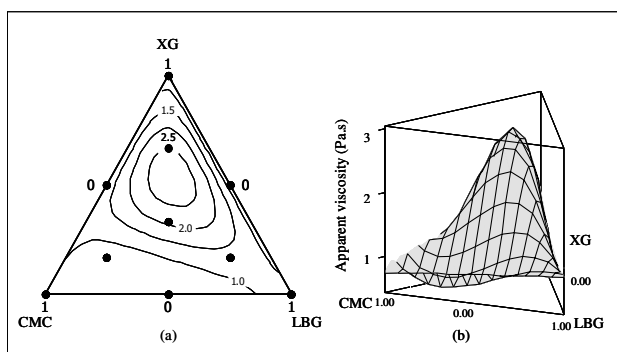 XG
1
1.5
2.5
0
0
2.0
1.0
1
0
1
CMC
LBG
(a)
Apparent viscosity (Pa.s)
3
2
1
XG
0.00
CMC
1.00
0.00
1.00
LBG
(b)